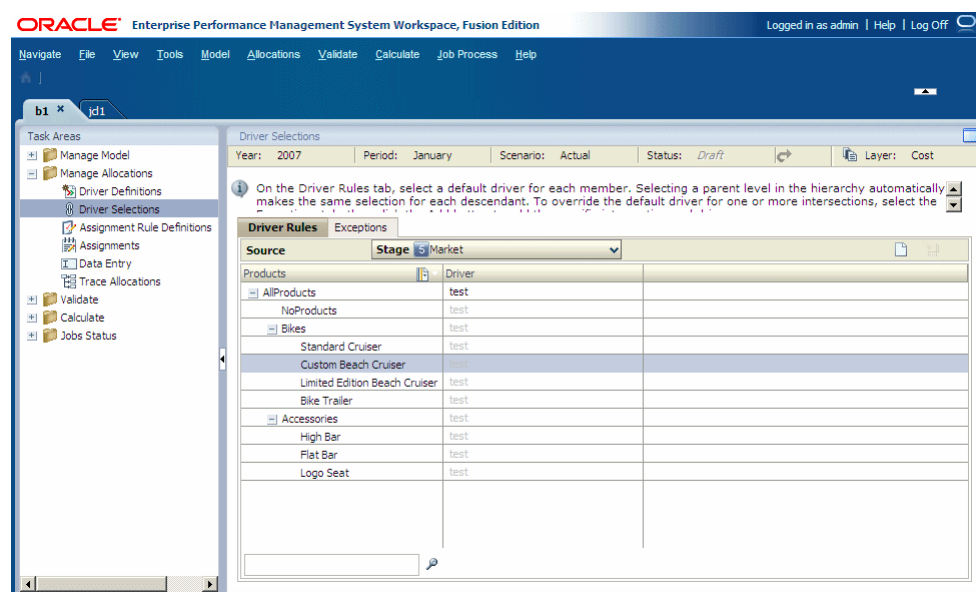 ORACLE Enterprise Performance Management System Workspace, Fusion Edition
Logged in as admin | Help | Log Off
Navigate File View Tools Model Allocations Validate Calculate Job Process Help
b1 jd1
Task Areas
Manage Model
Manage Allocations
Driver Definitions
Driver Selections
Assignment Rule Definitions
Assignments
Data Entry
Trace Allocations
Validate
Calculate
Jobs Status
Driver Selections
Year: 2007 Period: January Scenario: Actual Status: Draft Layer: Cost
On the Driver Rules tab, select a default driver for each member. Selecting a parent level in the hierarchy automatically
makes the same selection for each descendant. To override the default driver for one or more intersections, select the
Driver Rules Exceptions
Source Stage 5 Market
Products Driver
AllProducts test
NoProducts test
Bikes test
Standard Cruiser test
Custom Beach Cruiser test
Limited Edition Beach Cruiser test
Bike Trailer test
Accessories test
High Bar test
Flat Bar test
Logo Seat test